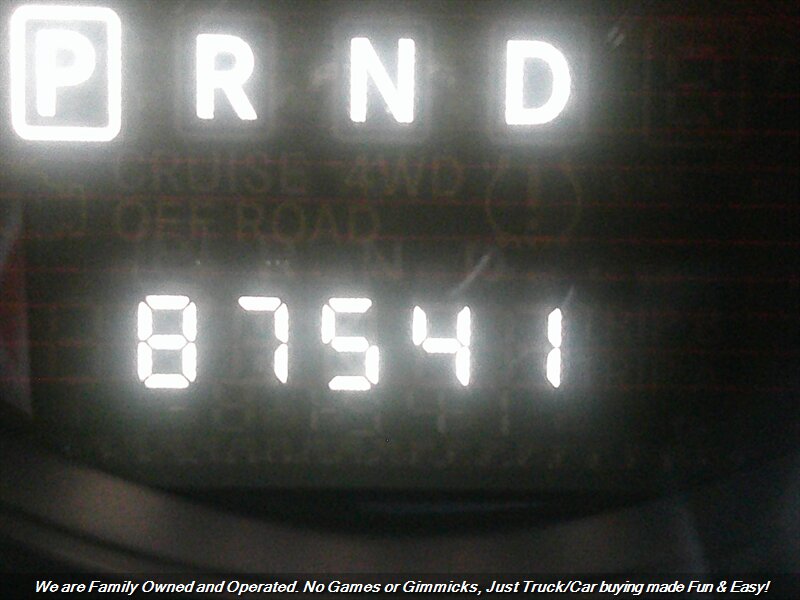 P R N D
CRUISE 4WD
OFF ROAD
87541
We are Family Owned and Operated. No Games or Gimmicks, Just Truck/Car buying made Fun & Easy!